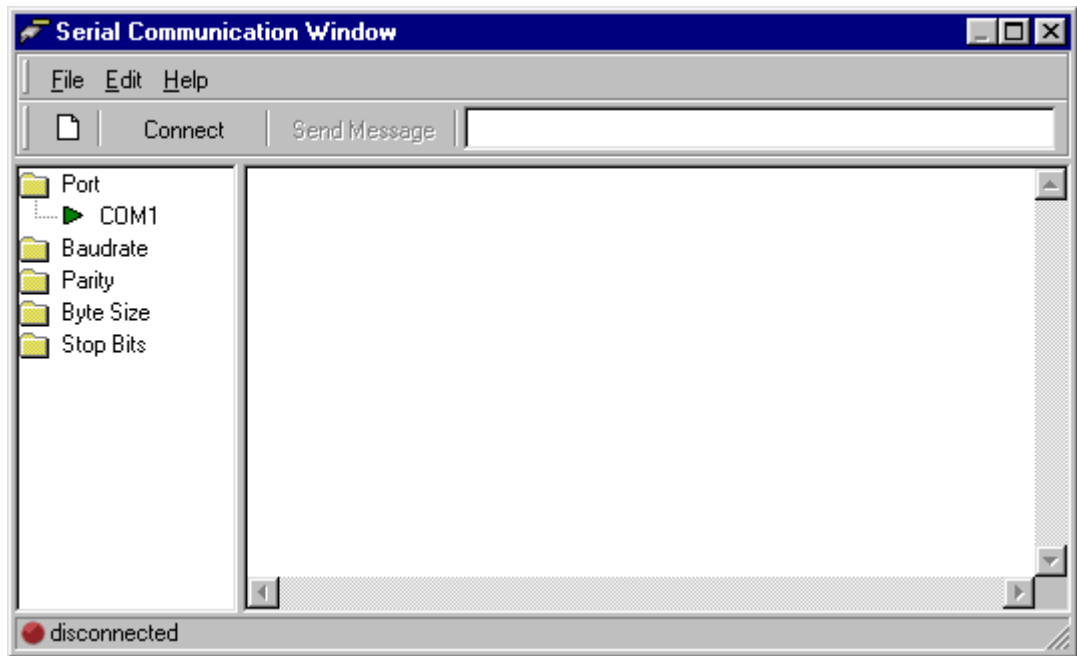 Serial Communication Window
File Edit Help
Connect Send Message
Port
COM1
Baudrate
Parity
Byte Size
Stop Bits
disconnected